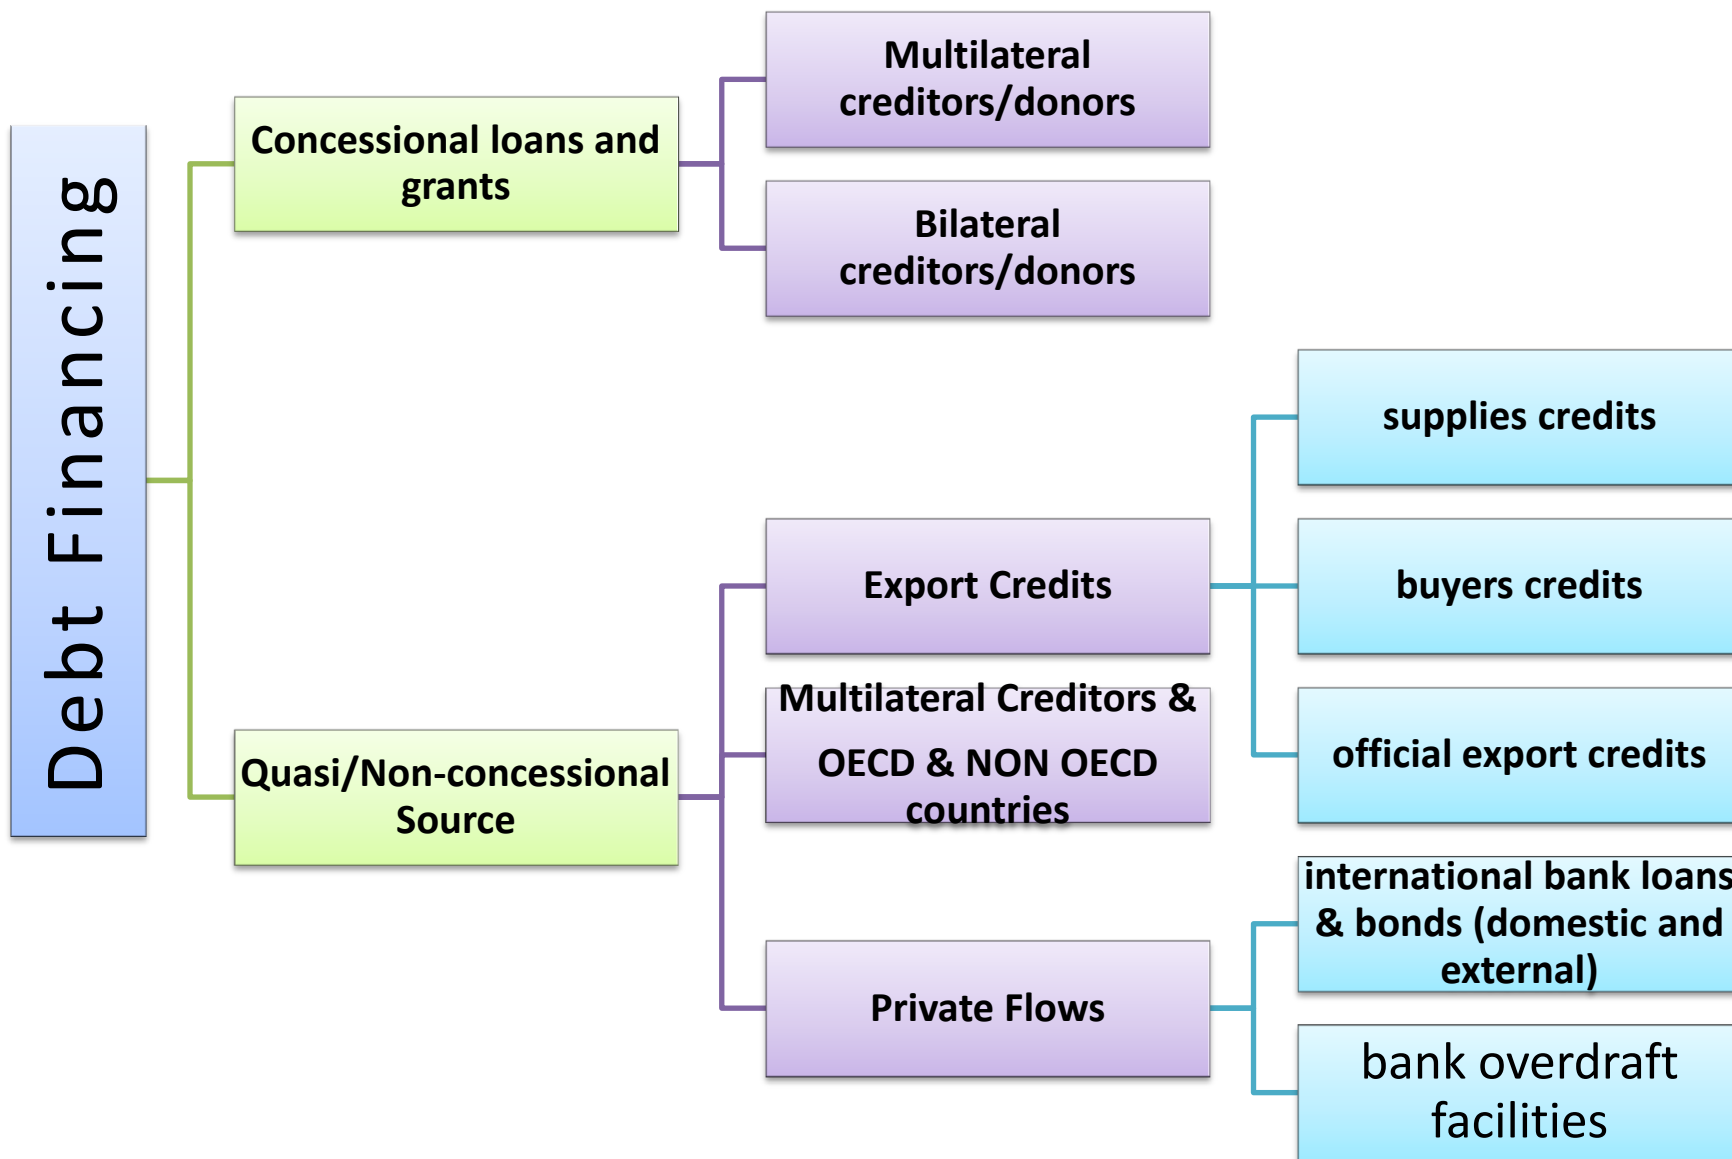 Debt Financing
Concessional loans and
grants
Multilateral
creditors/donors
Bilateral
creditors/donors
Quasi/Non-concessional
Source
Export Credits
supplies credits
buyers credits
official export credits
Multilateral Creditors &
OECD & NON OECD
countries
Private Flows
international bank loans
& bonds (domestic and
external)
bank overdraft
facilities